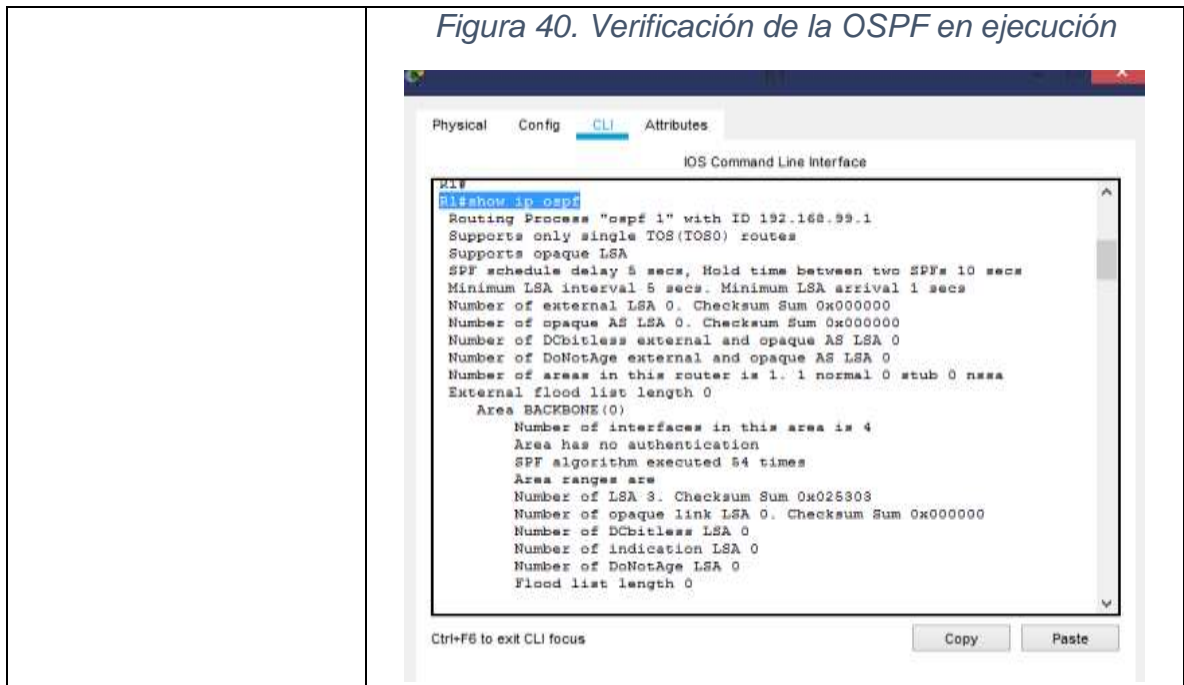 Figura 40. Verificación de la OSPF en ejecución
R1
Physical Config CLI Attributes
IOS Command Line Interface
R1#
R1#show ip ospf
Routing Process "ospf 1" with ID 192.168.99.1
Supports only single TOS(TOS0) routes
Supports opaque LSA
SPF schedule delay 5 secs, Hold time between two SPFs 10 secs
Minimum LSA interval 5 secs. Minimum LSA arrival 1 secs
Number of external LSA 0. Checksum Sum 0x000000
Number of opaque AS LSA 0. Checksum Sum 0x000000
Number of DCbitless external and opaque AS LSA 0
Number of DoNotAge external and opaque AS LSA 0
Number of areas in this router is 1. 1 normal 0 stub 0 nssa
External flood list length 0
Area BACKBONE(0)
Number of interfaces in this area is 4
Area has no authentication
SPF algorithm executed 54 times
Area ranges are
Number of LSA 3. Checksum Sum 0x025303
Number of opaque link LSA 0. Checksum Sum 0x000000
Number of DCbitless LSA 0
Number of indication LSA 0
Number of DoNotAge LSA 0
Flood list length 0
Ctrl+F6 to exit CLI focus
Copy Paste